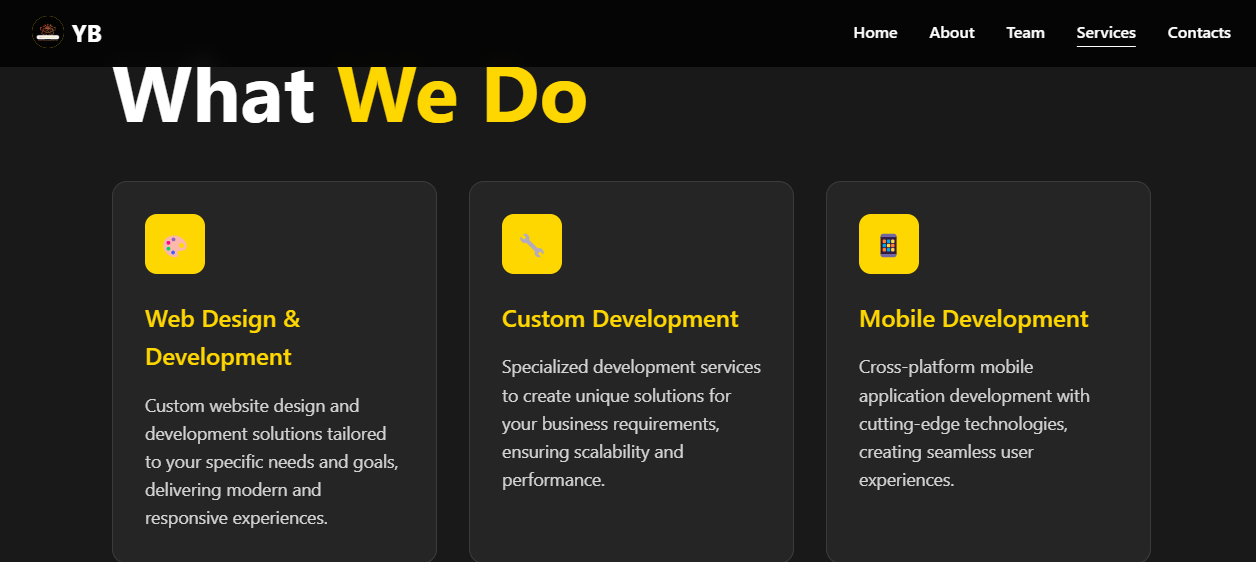 YB
Home
About
Team
Services
Contacts
What We Do
Web Design &
Development
Custom website design and
development solutions tailored
to your specific needs and goals,
delivering modern and
responsive experiences.
Custom Development
Specialized development services
to create unique solutions for
your business requirements,
ensuring scalability and
performance.
Mobile Development
Cross-platform mobile
application development with
cutting-edge technologies,
creating seamless user
experiences.